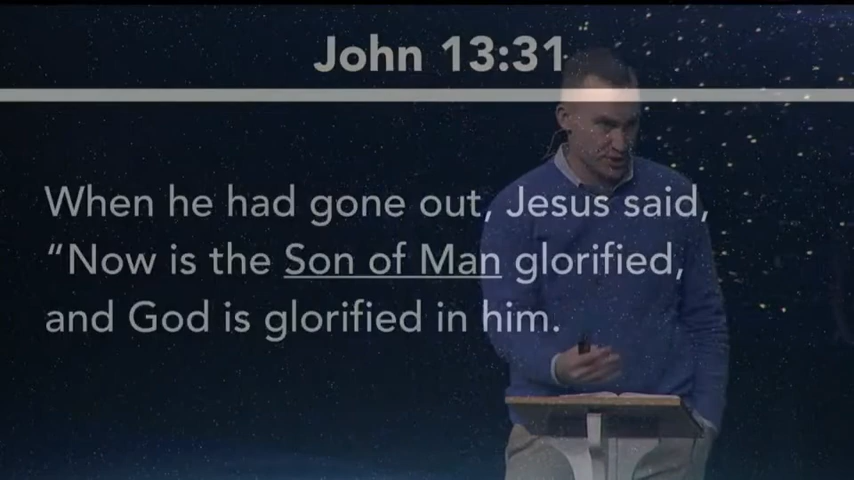 John 13:31
When he had gone out, Jesus said,
“Now is the Son of Man glorified,
and God is glorified in him.